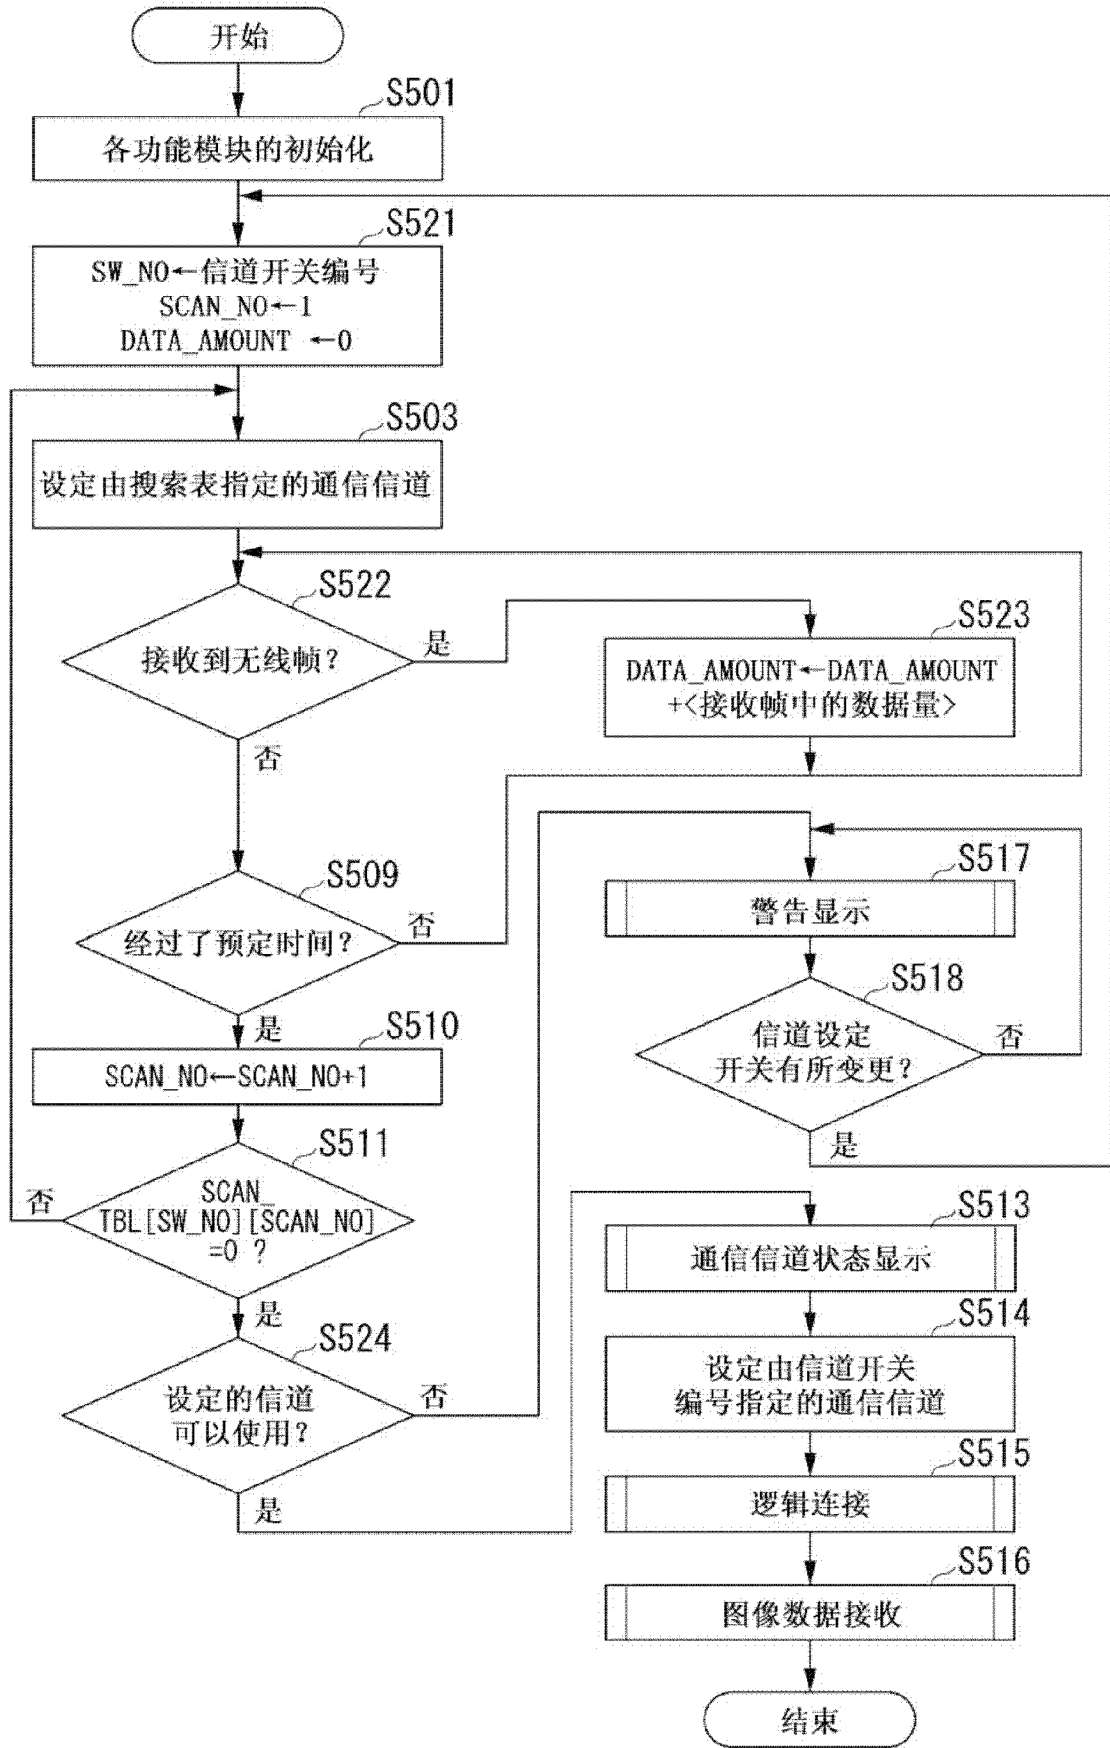 开始
S501
各功能模块的初始化
S521
SW_NO←信道开关编号
SCAN_NO←1
DATA_AMOUNT ←0
S503
设定由搜索表指定的通信信道
S522
接收到无线帧？
是
否
S523
DATA_AMOUNT←DATA_AMOUNT
+<接收帧中的数据量>
S509
经过了预定时间？
否
是
S510
SCAN_NO←SCAN_NO+1
S511
SCAN_
TBL[SW_NO][SCAN_NO]
=0 ?
否
是
S524
设定的信道
可以使用？
否
是
S517
警告显示
S518
信道设定
开关有所变更？
否
是
S513
通信信道状态显示
S514
设定由信道开关
编号指定的通信信道
S515
逻辑连接
S516
图像数据接收
结束